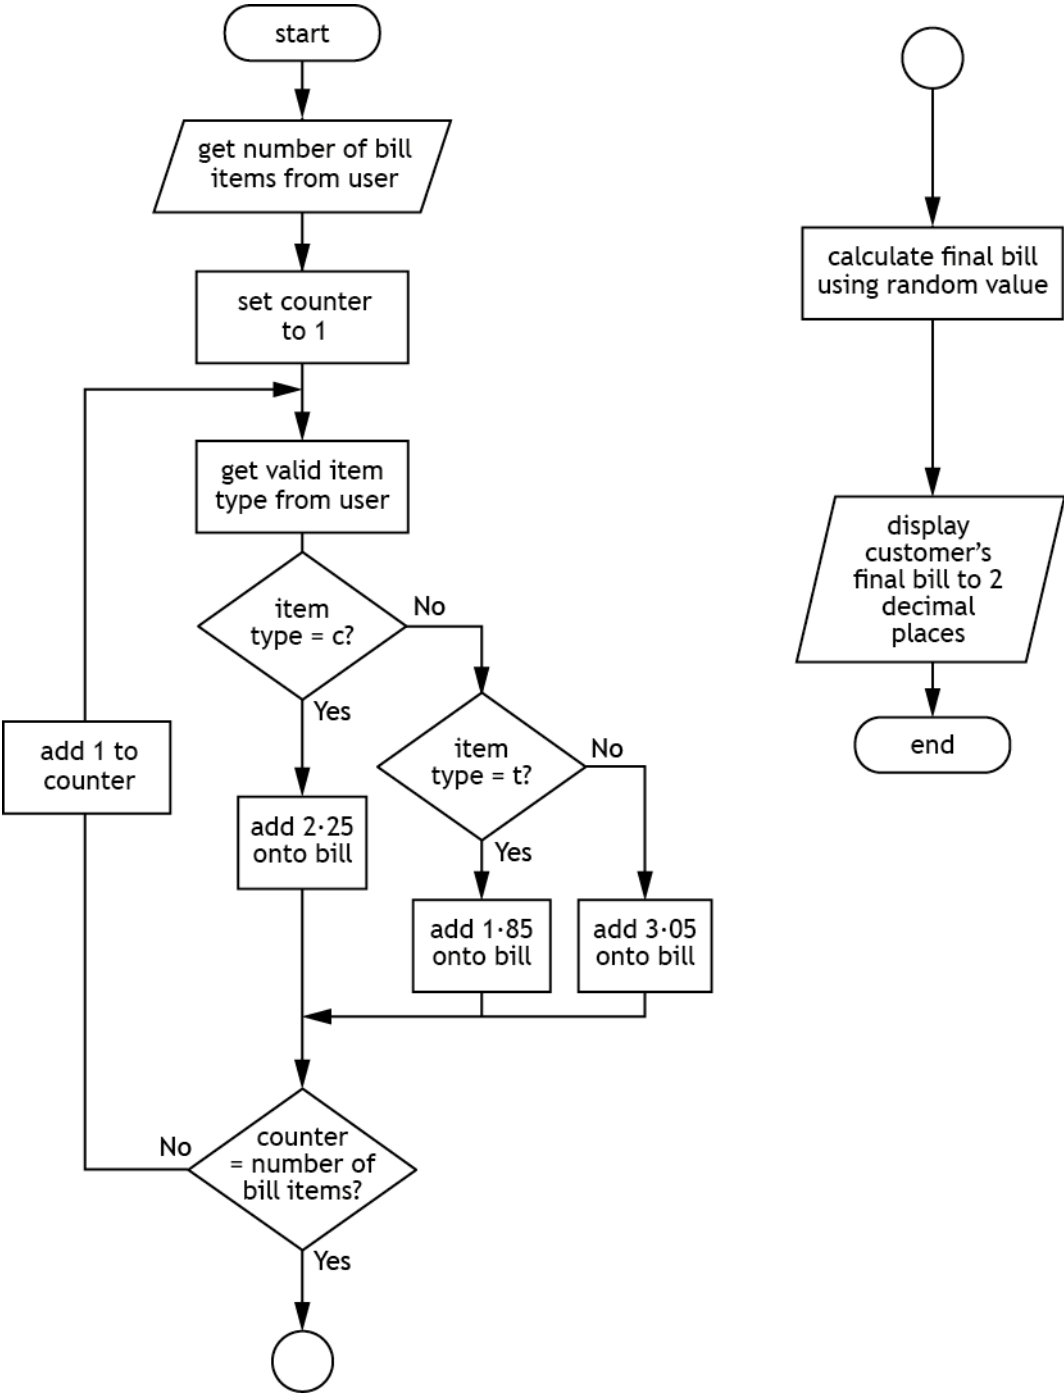 start
get number of bill
items from user
set counter
to 1
get valid item
type from user
item
type = c?
No
Yes
item
type = t?
No
Yes
add 1 to
counter
add 2·25
onto bill
add 1·85
onto bill
add 3·05
onto bill
counter
= number of
bill items?
No
Yes
calculate final bill
using random value
display
customer’s
final bill to 2
decimal
places
end